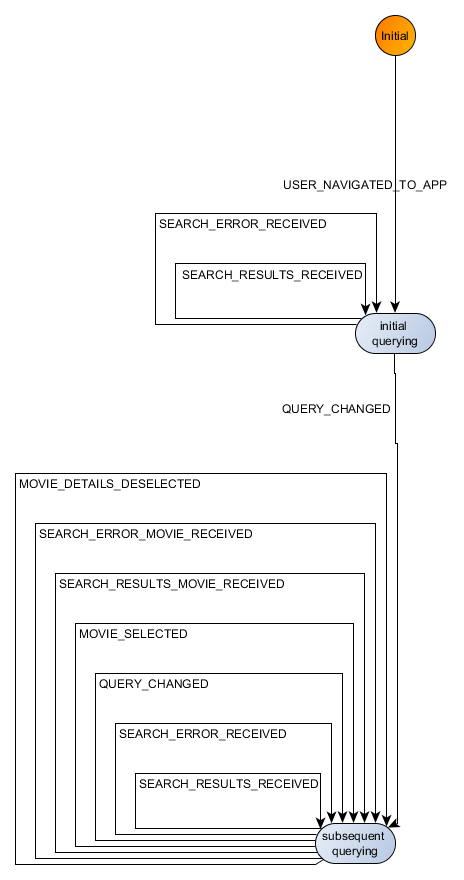 Initial
USER_NAVIGATED_TO_APP
SEARCH_ERROR_RECEIVED
SEARCH_RESULTS_RECEIVED
initial
querying
QUERY_CHANGED
MOVIE_DETAILS_DESELECTED
SEARCH_ERROR_MOVIE_RECEIVED
SEARCH_RESULTS_MOVIE_RECEIVED
MOVIE_SELECTED
QUERY_CHANGED
SEARCH_ERROR_RECEIVED
SEARCH_RESULTS_RECEIVED
subsequent
querying